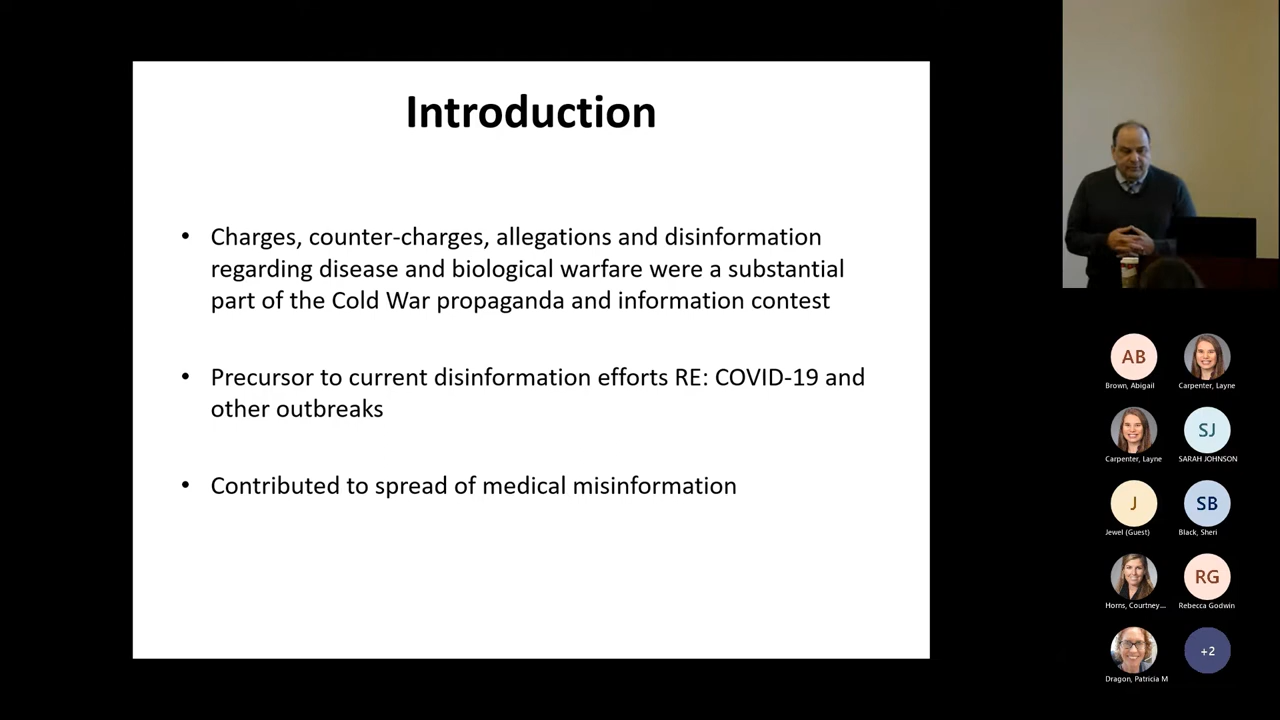 Introduction
• Charges, counter-charges, allegations and disinformation
regarding disease and biological warfare were a substantial
part of the Cold War propaganda and information contest
• Precursor to current disinformation efforts RE: COVID-19 and
other outbreaks
• Contributed to spread of medical misinformation
AB
Brown, Abigail
Carpenter, Layne
Carpenter, Layne
SJ
SARAH JOHNSON
J
Jewel (Guest)
SB
Black, Sheri
Horns, Courtney...
RG
Rebecca Godwin
Dragon, Patricia M
+2